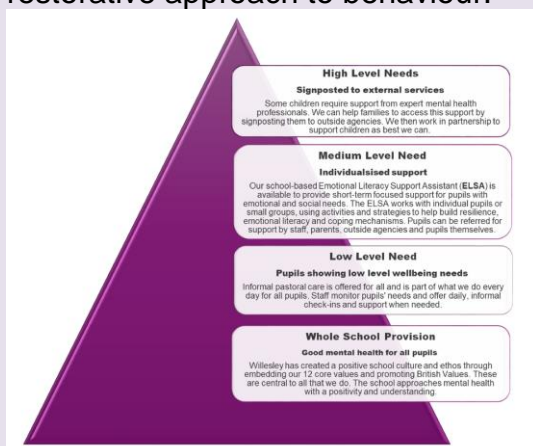 restorative approach to behaviour.
High Level Needs
Signposted to external services
Some children require support from expert mental health
professionals. We can help families to access this support by
signposting them to outside agencies. We then work in partnership to
support children as best we can.
Medium Level Need
Individualsised support
Our school-based Emotional Literacy Support Assistant (ELSA) is
available to provide short-term focused support for pupils with
emotional and social needs. The ELSA works with individual pupils or
small groups, using activities and strategies to help build resilience,
emotional literacy and coping mechanisms. Pupils can be referred for
support by staff, parents, outside agencies and pupils themselves.
Low Level Need
Pupils showing low level wellbeing needs
Informal pastoral care is offered for all and is part of what we do every
day for all pupils. Staff monitor pupils' needs and offer daily, informal
check-ins and support when needed.
Whole School Provision
Good mental health for all pupils
Willesley has created a positive school culture and ethos through
embedding our 12 core values and promoting British Values. These
are central to all that we do. The school approaches mental health
with a positivity and understanding.